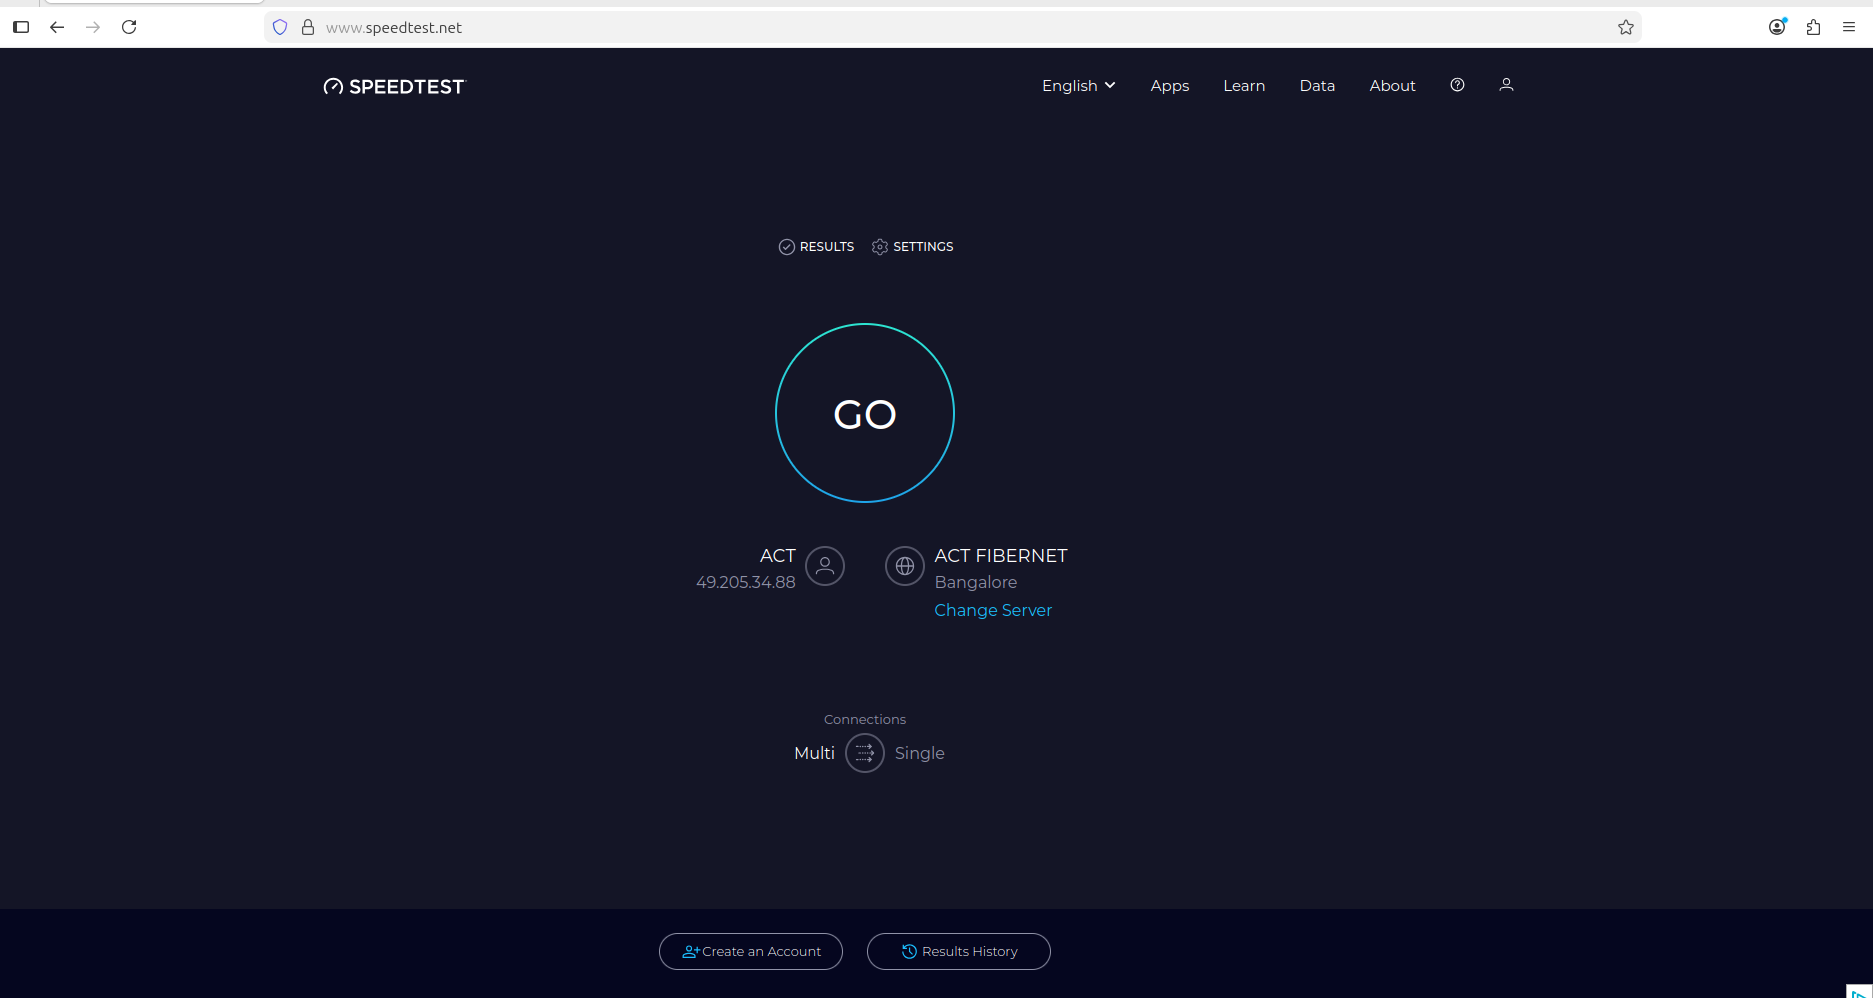 www.speedtest.net
SPEEDTEST
English Apps Learn Data About
RESULTS SETTINGS
GO
ACT
49.205.34.88
ACT FIBERNET
Bangalore
Change Server
Connections
Multi Single
Create an Account Results History